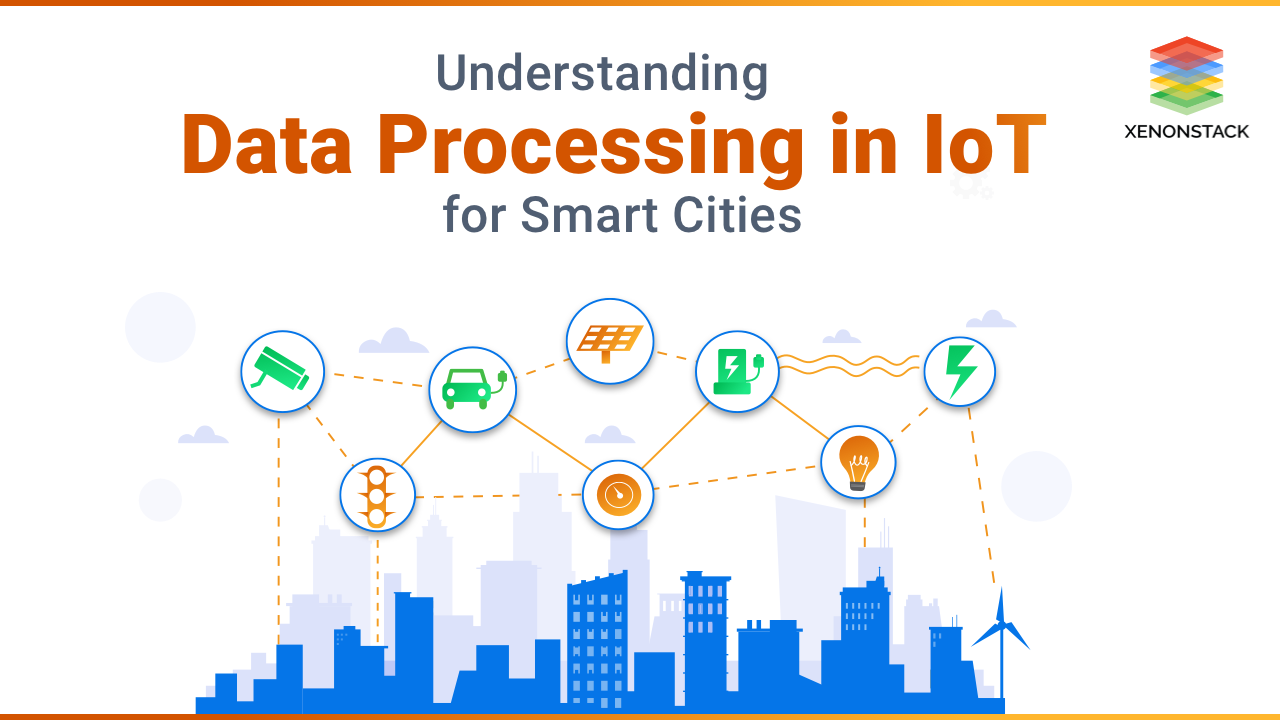 Understanding
Data Processing in IoT
for Smart Cities
XENONSTACK